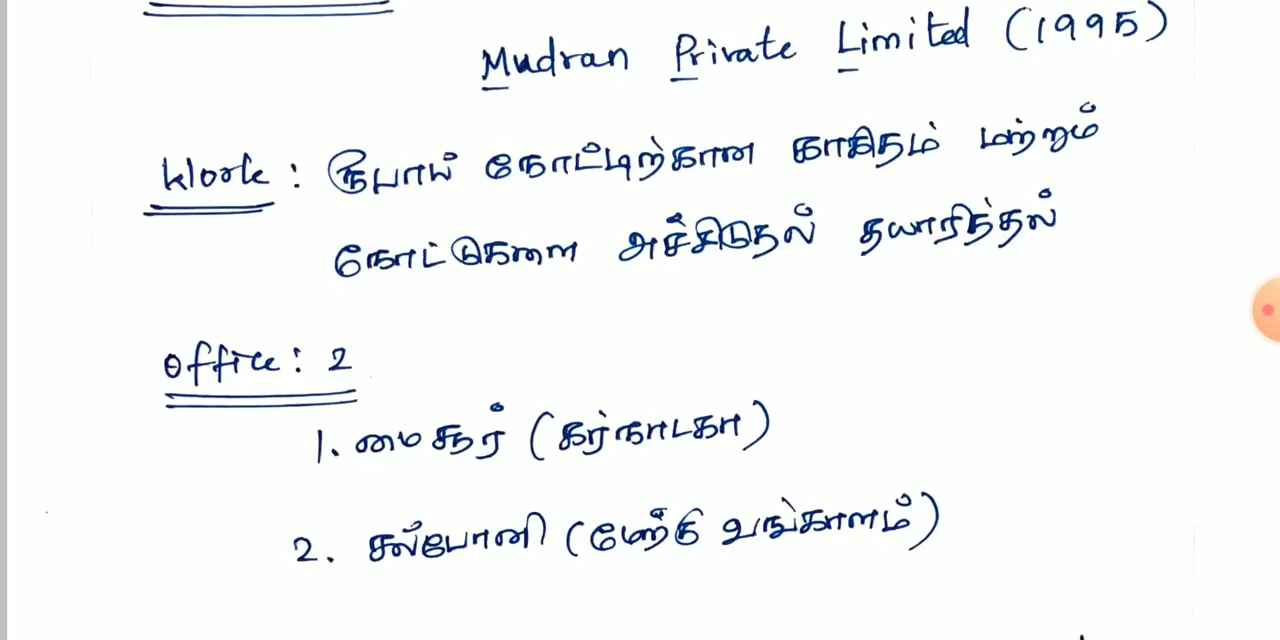 Mudran Private Limited (1995)
Work : ரூபாய் நோட்டிற்கான காகிதம் மற்றும்
நோட்டுகளை அச்சிடுதல் தயாரித்தல்
Office : 2
1. மைசூர் (கர்நாடகா)
2. சல்போனி (மேற்கு வங்காளம்)